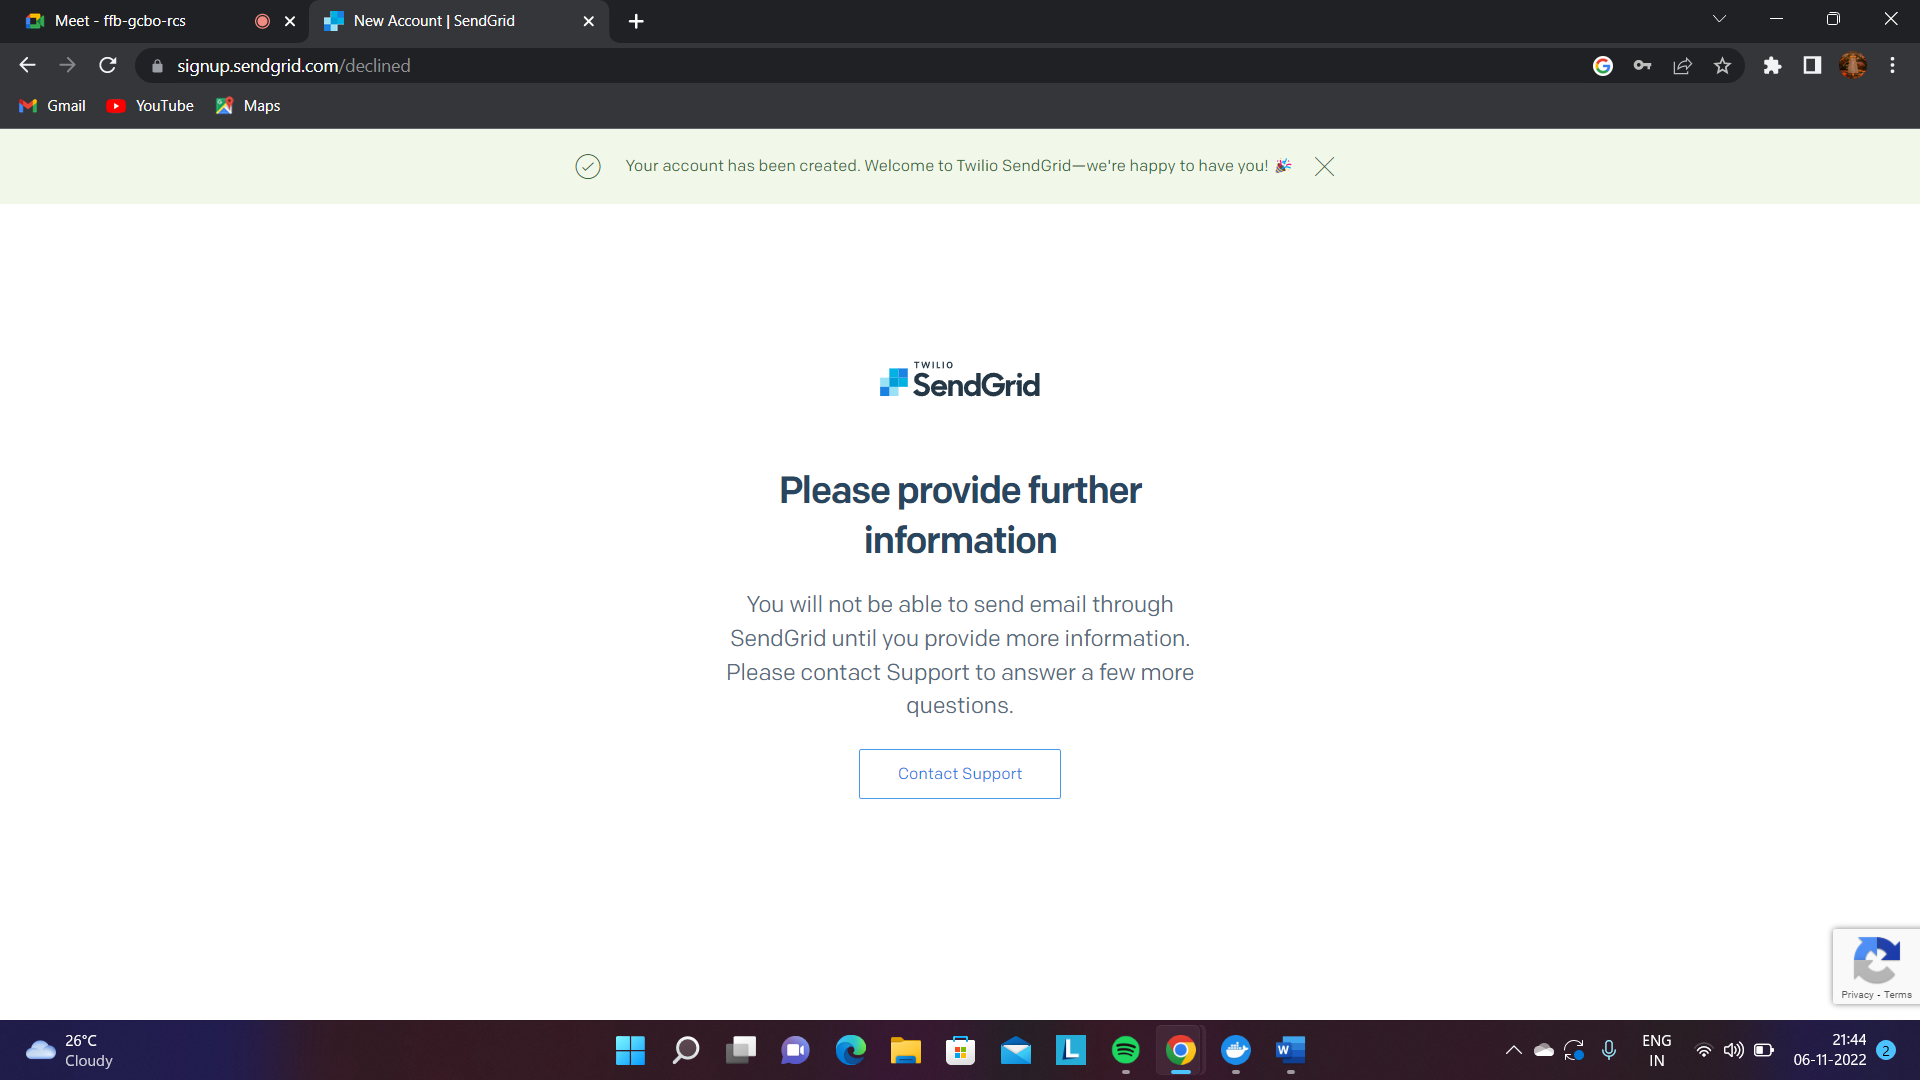 Meet - ffb-gcbo-rcs
New Account | SendGrid
signup.sendgrid.com/declined
Gmail
YouTube
Maps
Your account has been created. Welcome to Twilio SendGrid—we're happy to have you! 🎉
TWILIO
SendGrid
Please provide further
information
You will not be able to send email through
SendGrid until you provide more information.
Please contact Support to answer a few more
questions.
Contact Support
Privacy - Terms
26°C
Cloudy
L
W
ENG
IN
21:44
06-11-2022
2